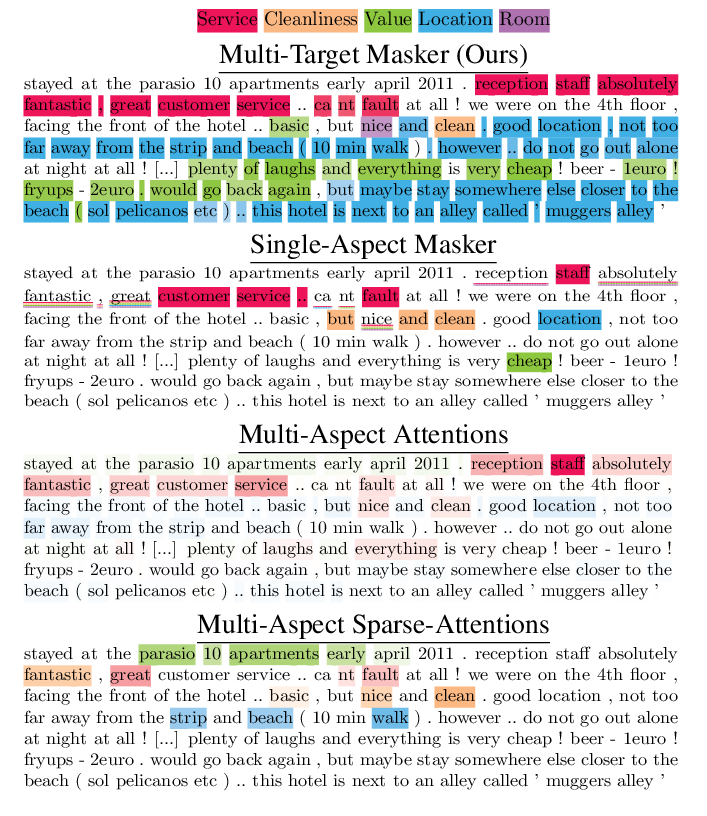 Service Cleanliness Value Location Room
Multi-Target Masker (Ours)
stayed at the parasio 10 apartments early april 2011 . reception staff absolutely
fantastic , great customer service .. ca nt fault at all ! we were on the 4th floor ,
facing the front of the hotel .. basic , but nice and clean . good location , not too
far away from the strip and beach ( 10 min walk ) . however .. do not go out alone
at night at all ! [...] plenty of laughs and everything is very cheap ! beer - 1euro !
fryups - 2euro . would go back again , but maybe stay somewhere else closer to the
beach ( sol pelicanos etc ) .. this hotel is next to an alley called ' muggers alley '
Single-Aspect Masker
stayed at the parasio 10 apartments early april 2011 . reception staff absolutely
fantastic , great customer service .. ca nt fault at all ! we were on the 4th floor ,
facing the front of the hotel .. basic , but nice and clean . good location , not too
far away from the strip and beach ( 10 min walk ) . however .. do not go out alone
at night at all ! [...] plenty of laughs and everything is very cheap ! beer - 1euro !
fryups - 2euro . would go back again , but maybe stay somewhere else closer to the
beach ( sol pelicanos etc ) .. this hotel is next to an alley called ' muggers alley '
Multi-Aspect Attentions
stayed at the parasio 10 apartments early april 2011 . reception staff absolutely
fantastic , great customer service .. ca nt fault at all ! we were on the 4th floor ,
facing the front of the hotel .. basic , but nice and clean . good location , not too
far away from the strip and beach ( 10 min walk ) . however .. do not go out alone
at night at all ! [...] plenty of laughs and everything is very cheap ! beer - 1euro !
fryups - 2euro . would go back again , but maybe stay somewhere else closer to the
beach ( sol pelicanos etc ) .. this hotel is next to an alley called ' muggers alley '
Multi-Aspect Sparse-Attentions
stayed at the parasio 10 apartments early april 2011 . reception staff absolutely
fantastic , great customer service .. ca nt fault at all ! we were on the 4th floor ,
facing the front of the hotel .. basic , but nice and clean . good location , not too
far away from the strip and beach ( 10 min walk ) . however .. do not go out alone
at night at all ! [...] plenty of laughs and everything is very cheap ! beer - 1euro !
fryups - 2euro . would go back again , but maybe stay somewhere else closer to the
beach ( sol pelicanos etc ) .. this hotel is next to an alley called ' muggers alley '